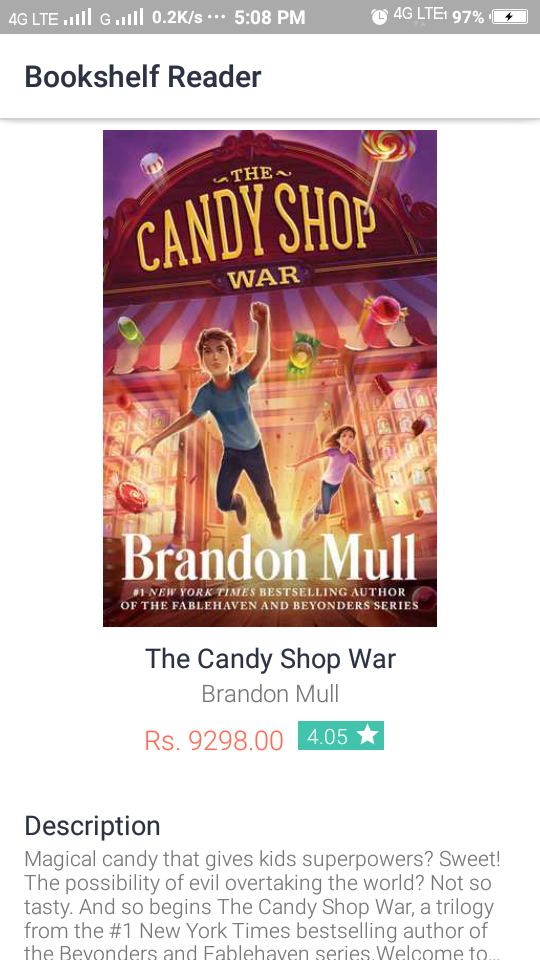 4G LTE G 0.2K/s ··· 5:08 PM 4G LTE 97%
Bookshelf Reader
THE
CANDY SHOP
WAR
Brandon Mull
#1 NEW YORK TIMES BESTSELLING AUTHOR
OF THE FABLEHAVEN AND BEYONDERS SERIES
The Candy Shop War
Brandon Mull
Rs. 9298.00 4.05
Description
Magical candy that gives kids superpowers? Sweet!
The possibility of evil overtaking the world? Not so
tasty. And so begins The Candy Shop War, a trilogy
from the #1 New York Times bestselling author of
the Beyonders and Fablehaven series.Welcome to...